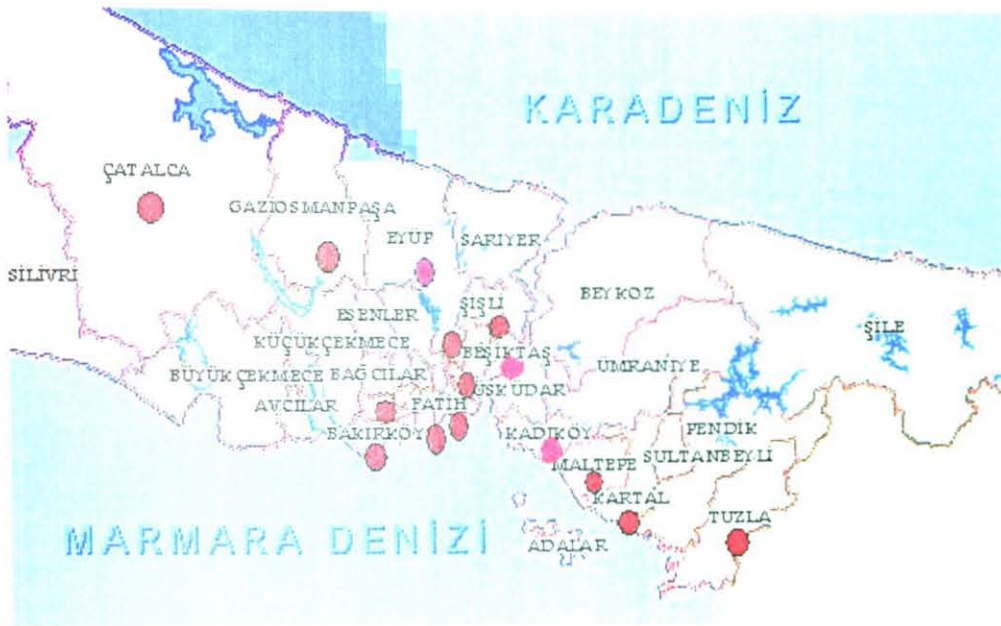 KARADENİZ
ÇATALCA
GAZİOSMANPAŞA
EYÜP
SARIYER
SİLİVRİ
BEYKOZ
ŞİŞLİ
ESENLER
ŞİLE
KÜÇÜKÇEKMECE
BEŞİKTAŞ
ÜMRANİYE
BÜYÜKÇEKMECE
BAĞCILAR
ÜSKÜDAR
AVCILAR
FATİH
PENDİK
BAKIRKÖY
KADIKÖY
SULTANBEYLİ
MALTEPE
KARTAL
TUZLA
MARMARA DENİZİ
ADALAR